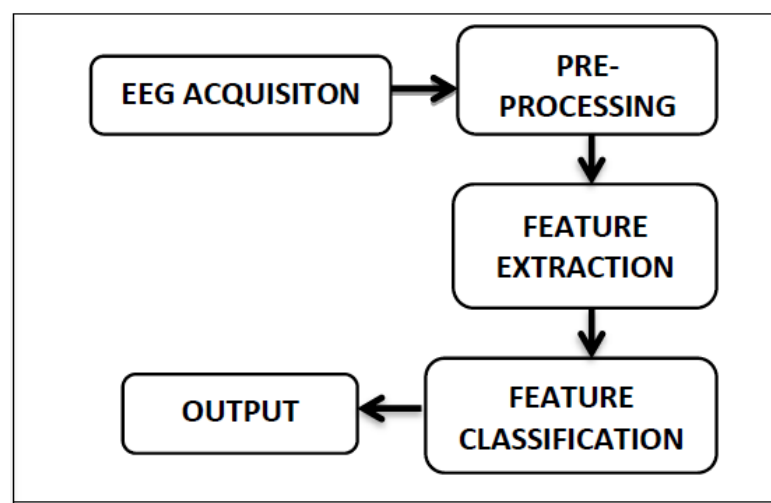 EEG ACQUISITON
PRE-
PROCESSING
FEATURE
EXTRACTION
FEATURE
CLASSIFICATION
OUTPUT